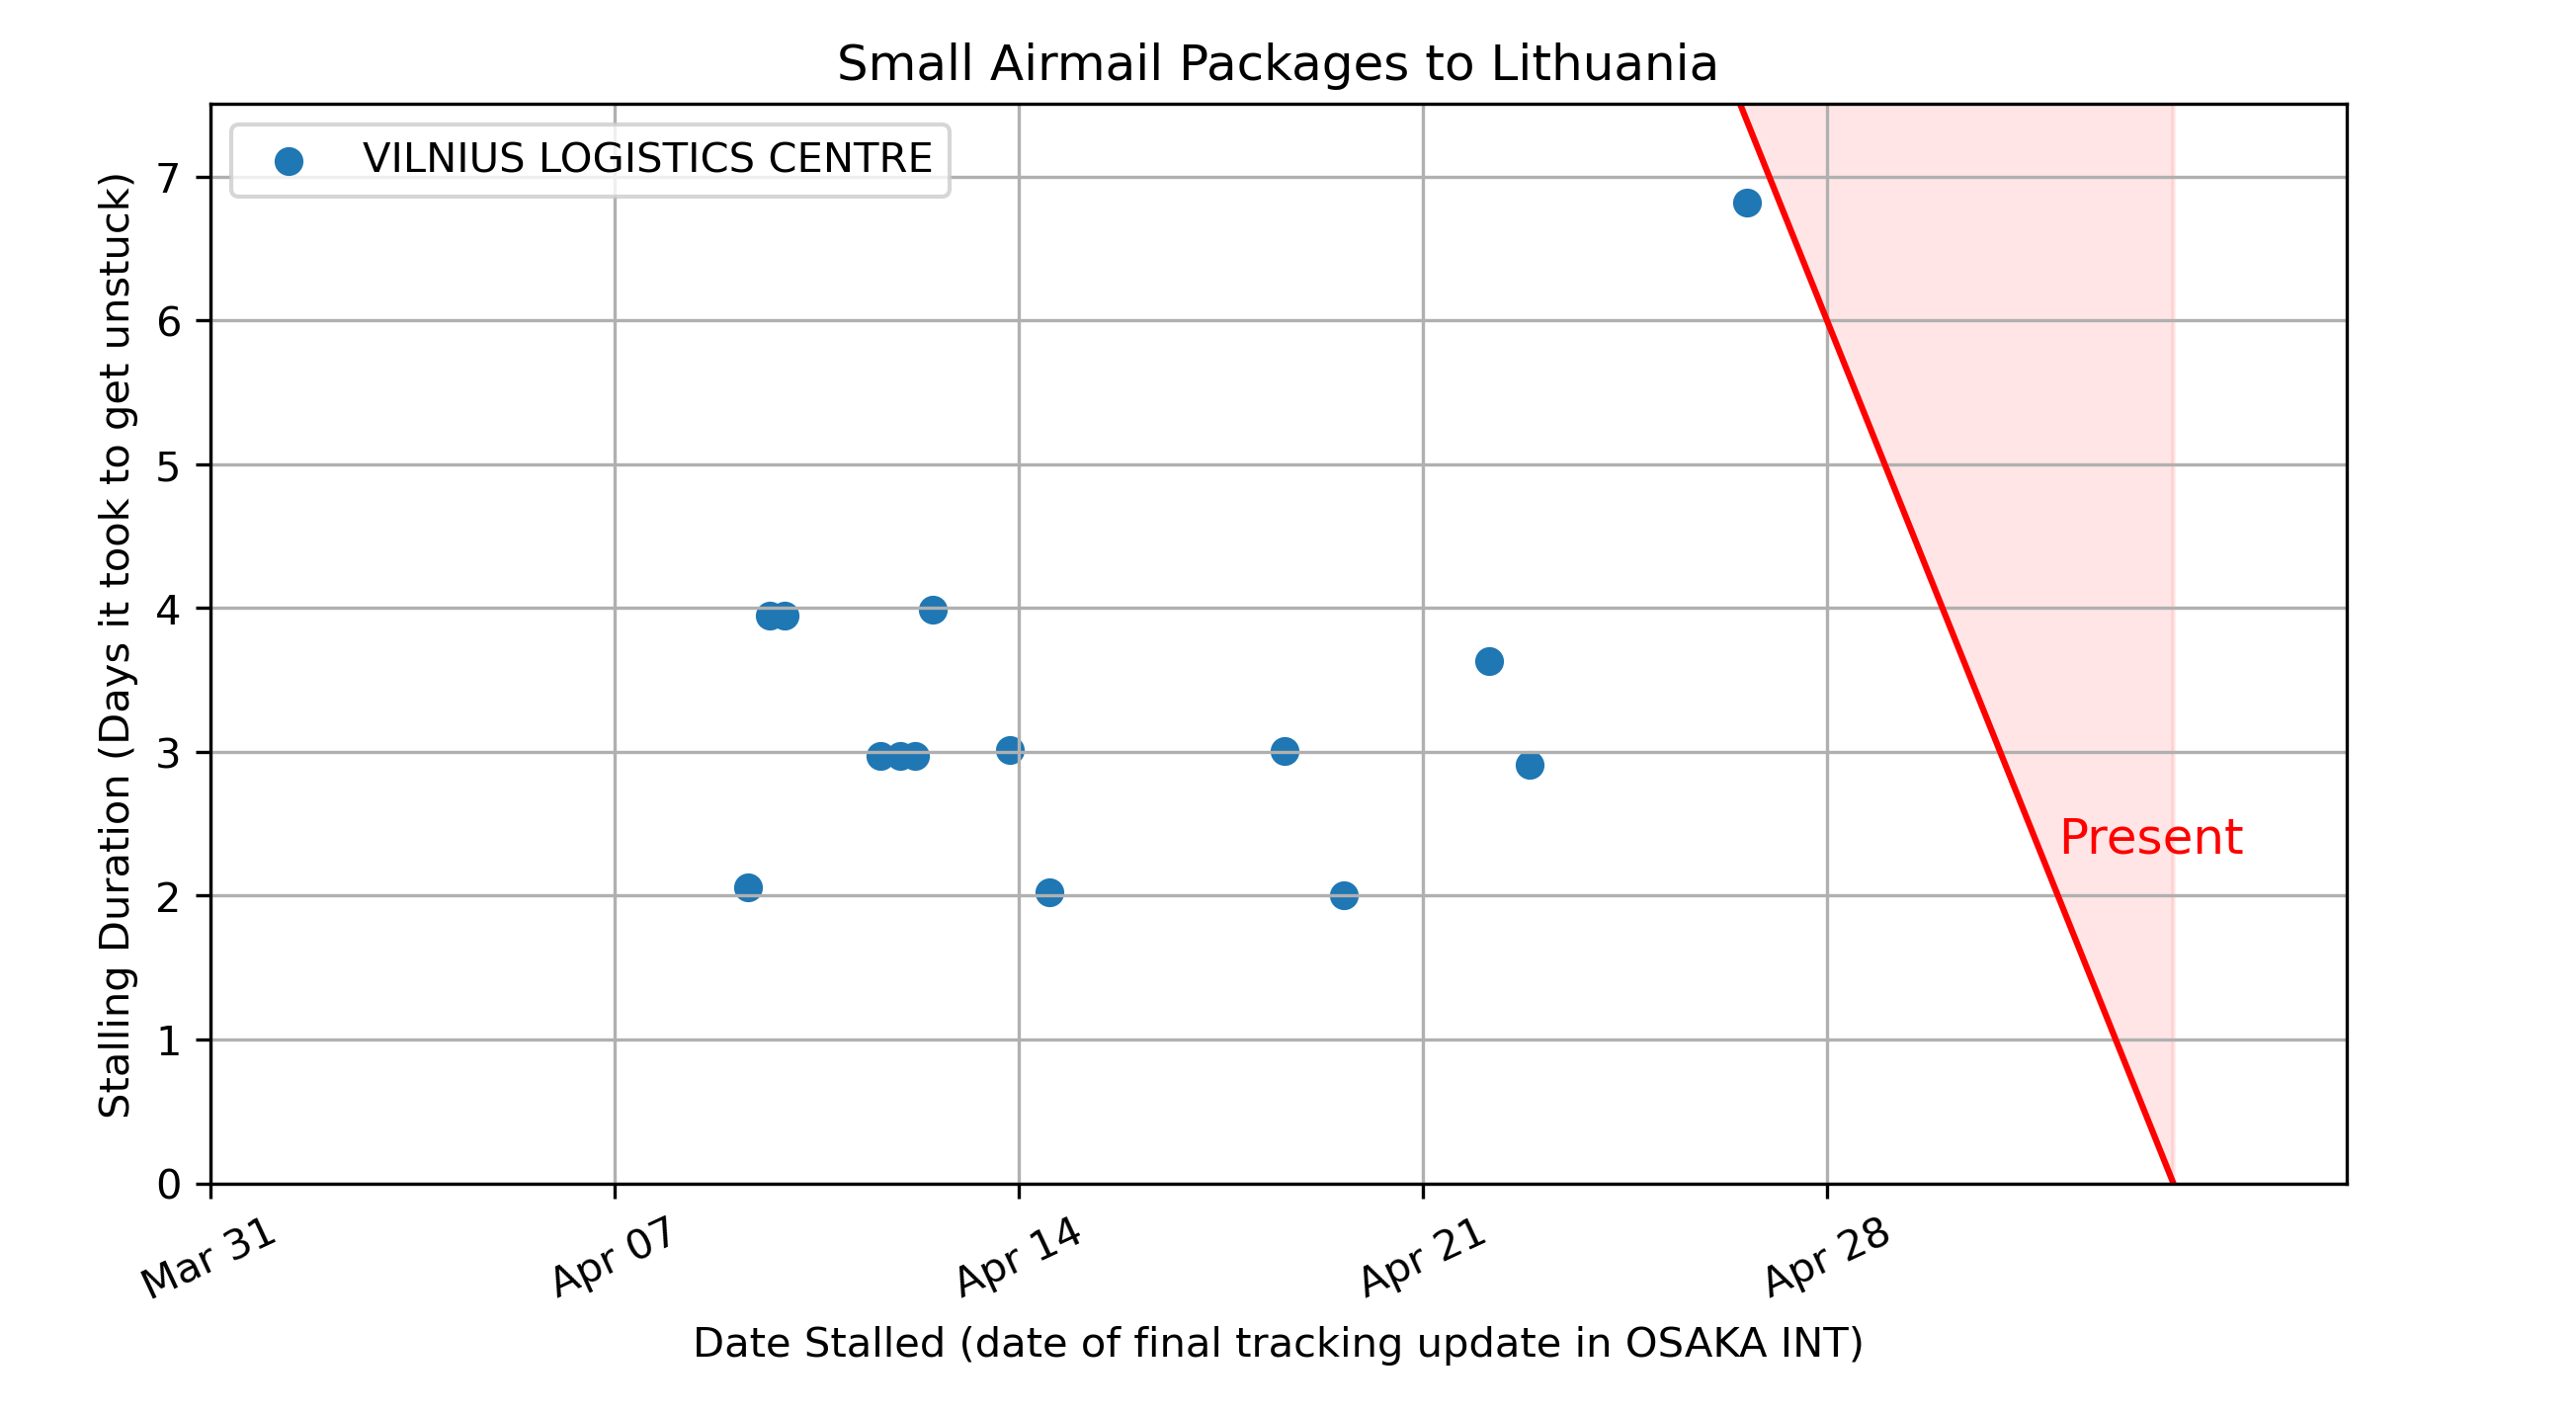 Small Airmail Packages to Lithuania
VILNIUS LOGISTICS CENTRE
Stalling Duration (Days it took to get unstuck)
7
6
5
4
3
2
1
0
Present
Mar 31
Apr 07
Apr 14
Apr 21
Apr 28
Date Stalled (date of final tracking update in OSAKA INT)